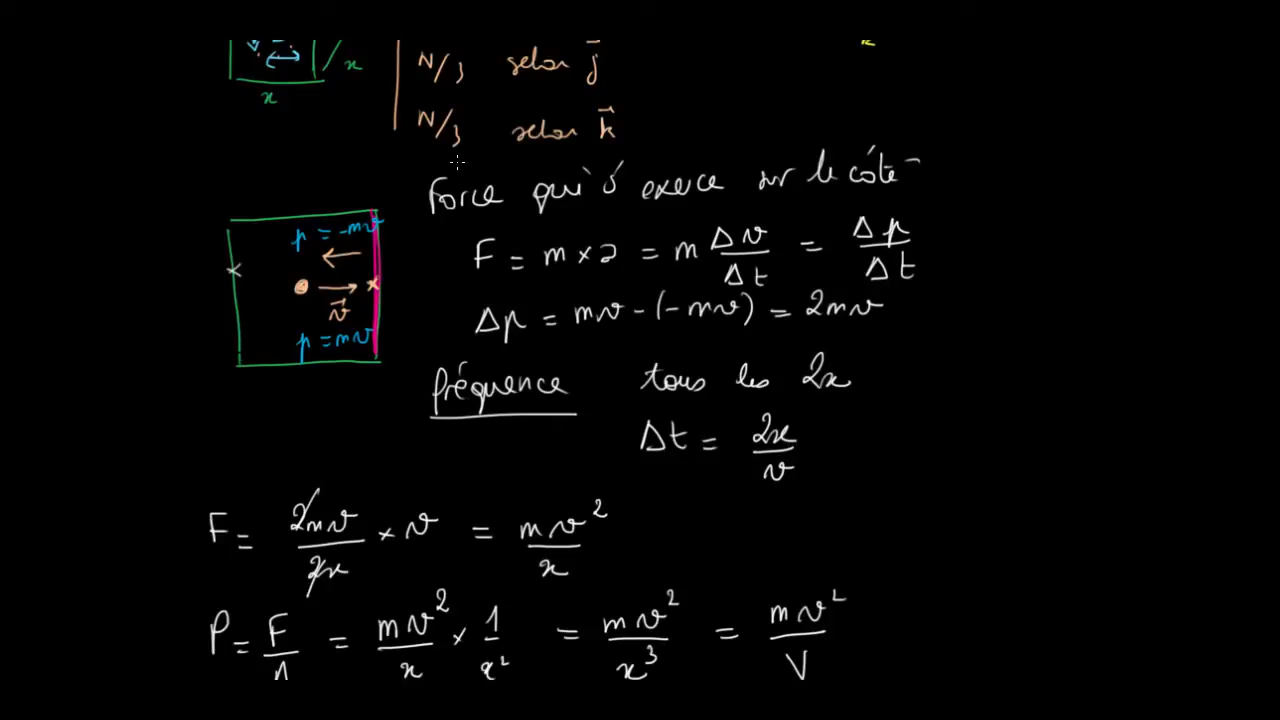 / x
x
N/3 selon j⃗
N/3 selon k⃗
Force qui s'exerce sur le côté
p = -mv
v⃗
p = mv
F = m × a = m Δv/Δt = Δp/Δt
Δp = mv - (-mv) = 2mv
fréquence tous les 2x
Δt = 2x/v
F = 2mv/2x × v = mv²/x
P = F/s = mv²/x × 1/x² = mv²/x³ = mv²/V